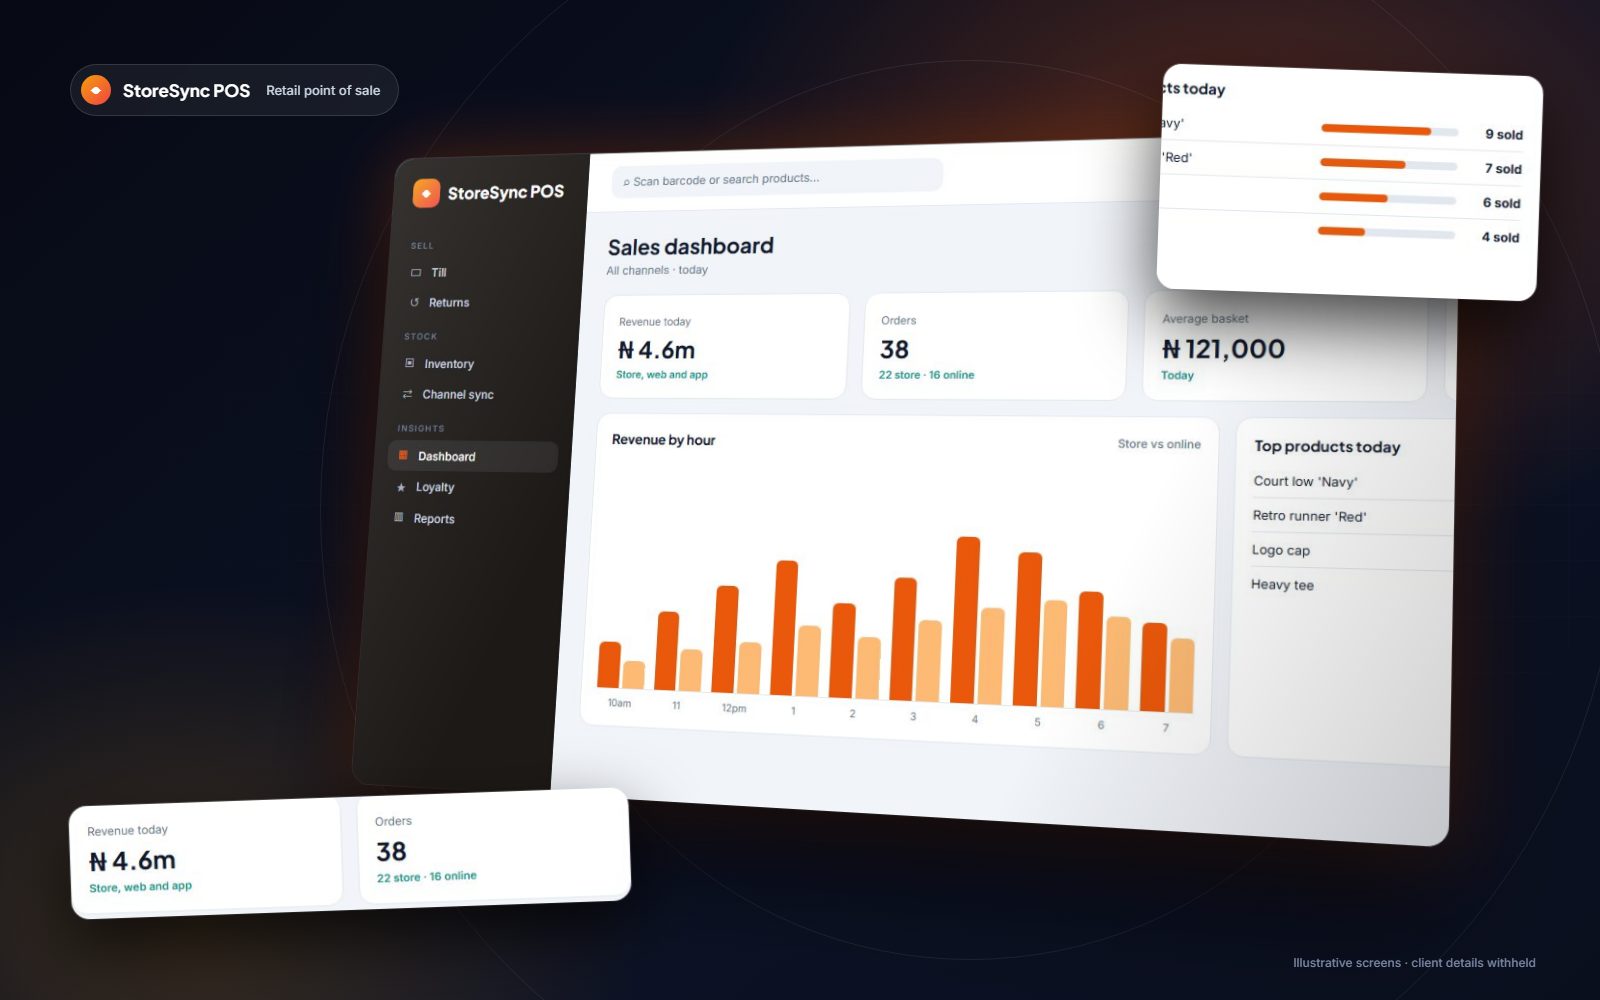 StoreSync POS Retail point of sale
cts today
avy' 9 sold
'Red' 7 sold
6 sold
4 sold
StoreSync POS
SELL
Till
Returns
STOCK
Inventory
Channel sync
INSIGHTS
Dashboard
Loyalty
Reports
Scan barcode or search products...
Sales dashboard
All channels · today
Revenue today
₦ 4.6m
Store, web and app
Orders
38
22 store · 16 online
Average basket
₦ 121,000
Today
Revenue by hour Store vs online
10am 11 12pm 1 2 3 4 5 6 7
Top products today
Court low 'Navy'
Retro runner 'Red'
Logo cap
Heavy tee
Revenue today
₦ 4.6m
Store, web and app
Orders
38
22 store · 16 online
Illustrative screens · client details withheld